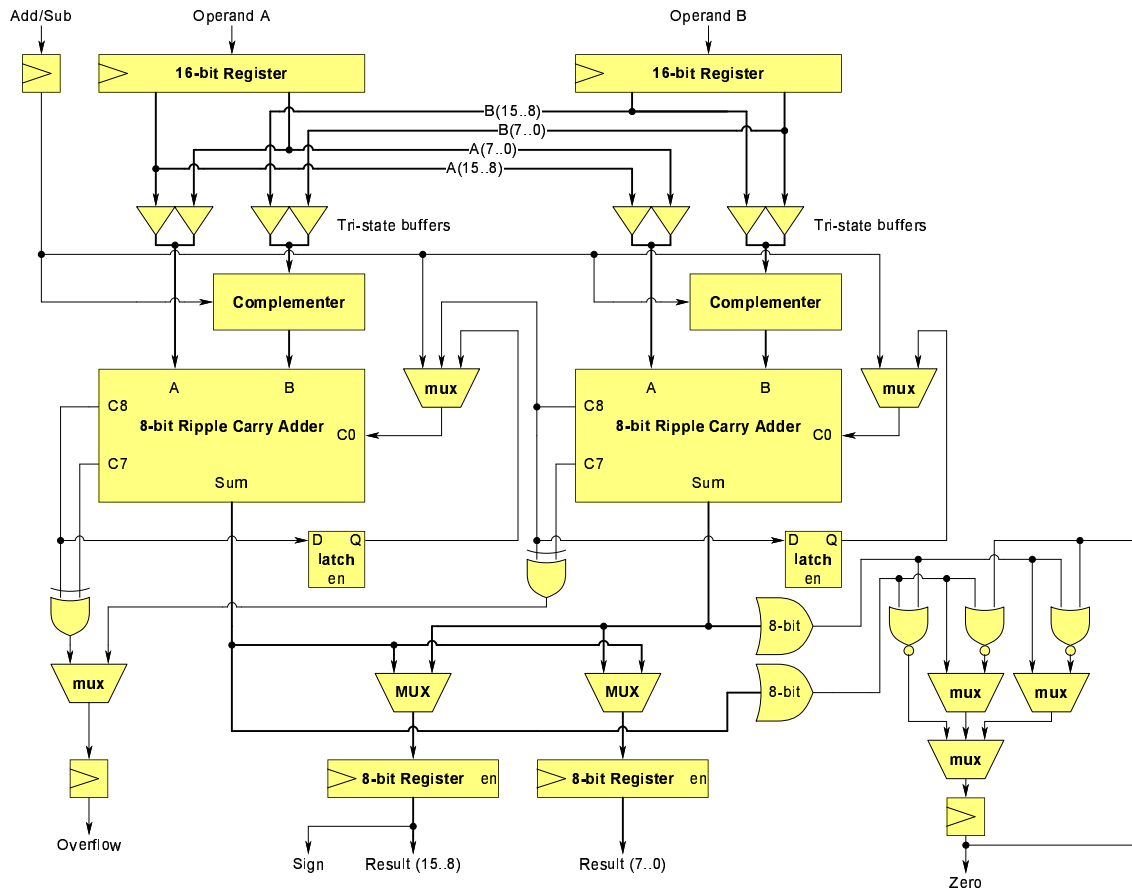 Add/Sub
Operand A
Operand B
16-bit Register
16-bit Register
B(15..8)
B(7..0)
A(7..0)
A(15..8)
Tri-state buffers
Tri-state buffers
Complementer
Complementer
A
B
mux
A
B
mux
C8
8-bit Ripple Carry Adder
C0
C8
8-bit Ripple Carry Adder
C0
C7
C7
Sum
Sum
D Q
latch
en
D Q
latch
en
8-bit
8-bit
mux
MUX
MUX
mux
mux
mux
8-bit Register en
8-bit Register en
Overflow
Sign
Result (15..8)
Result (7..0)
Zero